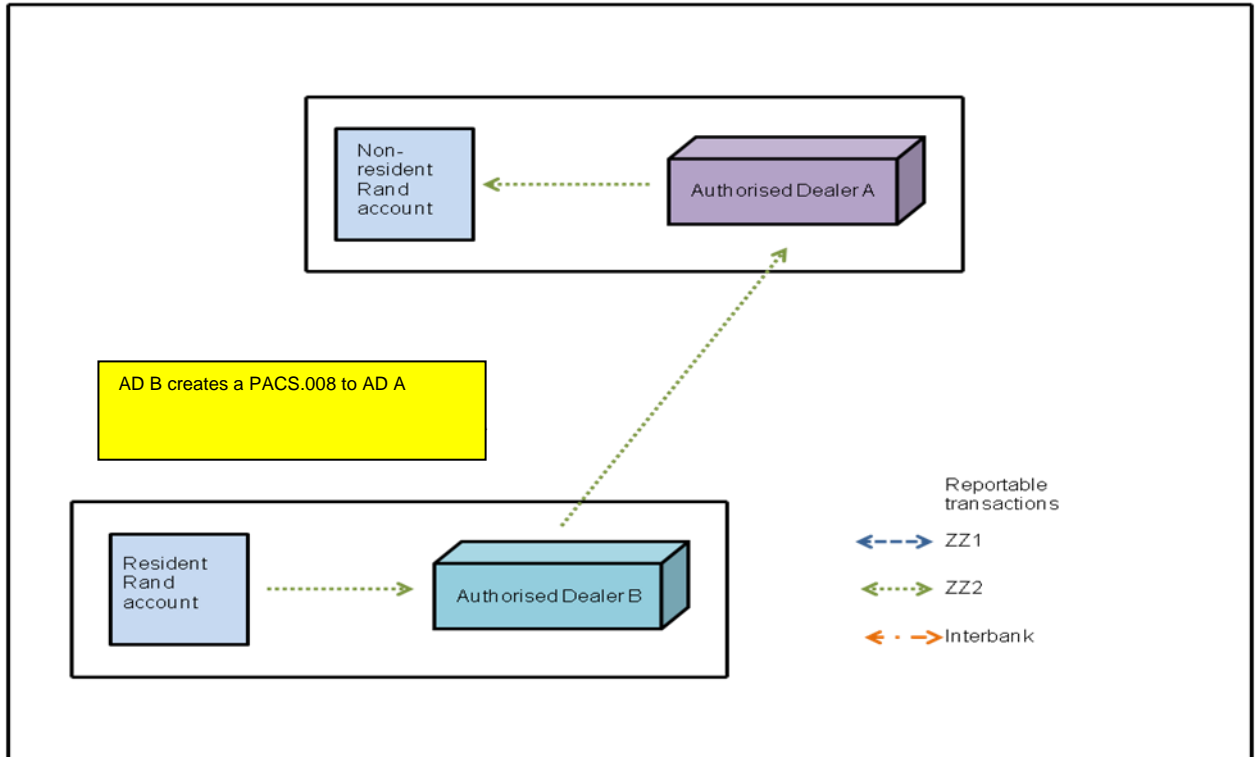 Non-
resident
Rand
account
Authorised Dealer A
AD B creates a PACS.008 to AD A
Resident
Rand
account
Authorised Dealer B
Reportable
transactions
ZZ1
ZZ2
Interbank